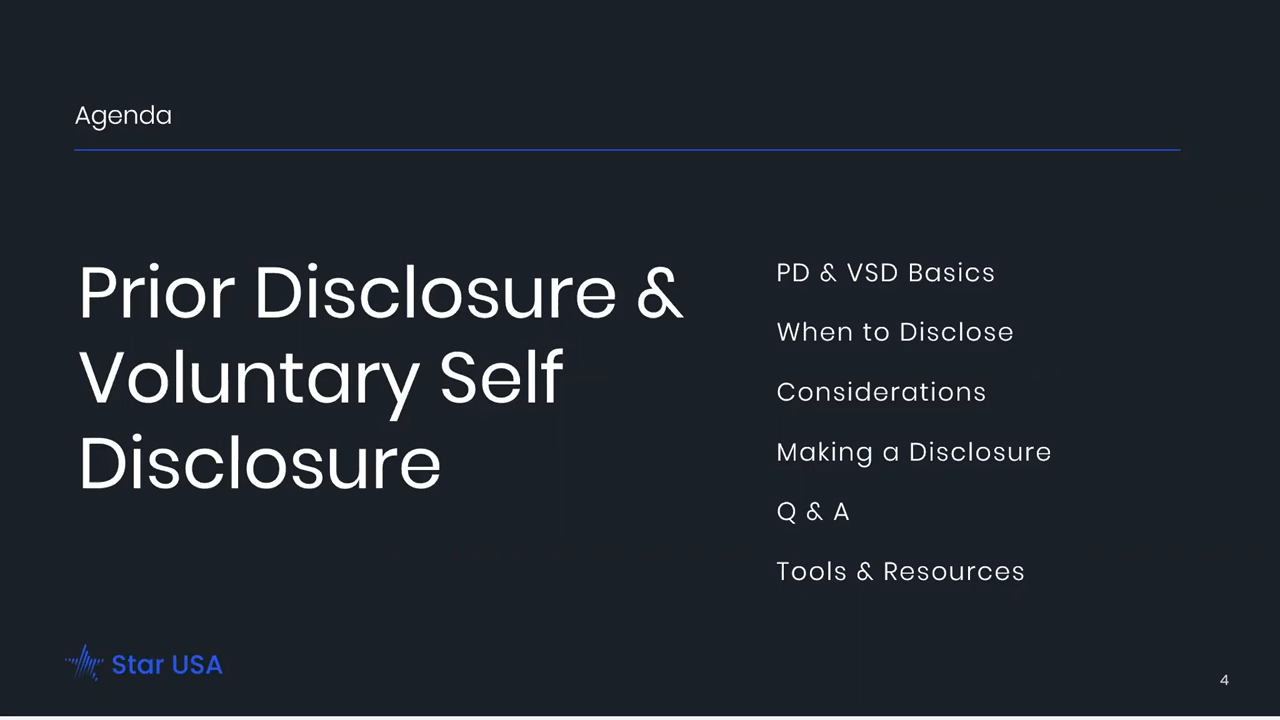 Agenda
Prior Disclosure &
Voluntary Self
Disclosure
PD & VSD Basics
When to Disclose
Considerations
Making a Disclosure
Q & A
Tools & Resources
Star USA
4